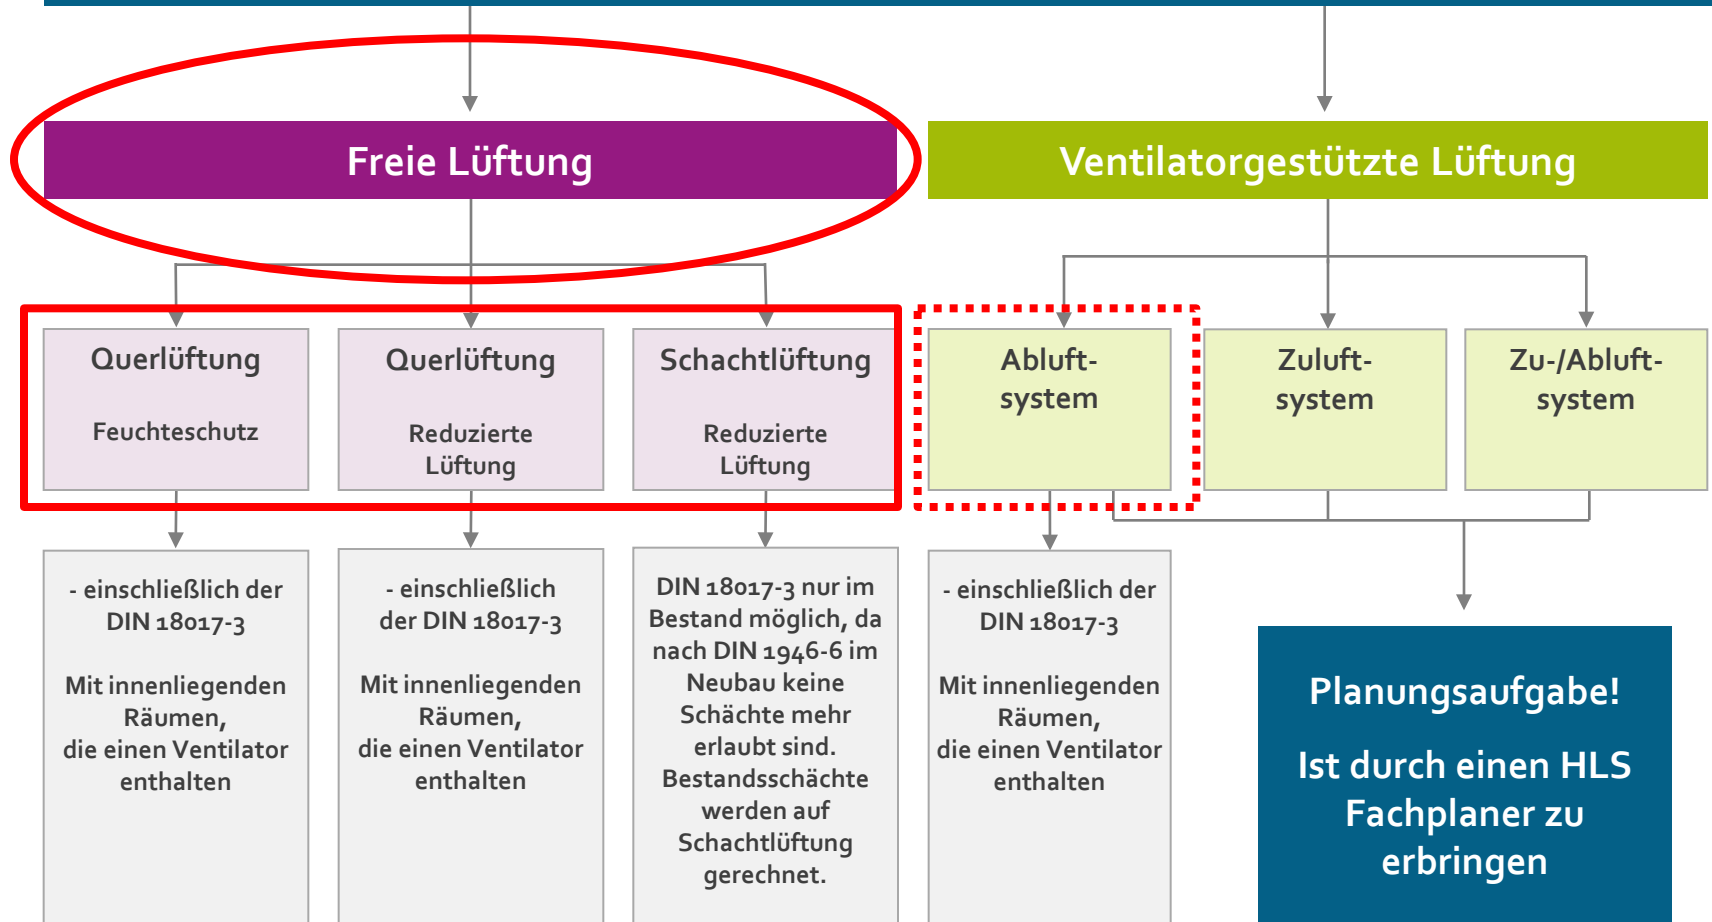 Freie Lüftung
Ventilatorgestützte Lüftung
Querlüftung
Feuchteschutz
Querlüftung
Reduzierte
Lüftung
Schachtlüftung
Reduzierte
Lüftung
Abluft-
system
Zuluft-
system
Zu-/Abluft-
system
- einschließlich der
DIN 18017-3
Mit innenliegenden
Räumen,
die einen Ventilator
enthalten
- einschließlich
der DIN 18017-3
Mit innenliegenden
Räumen,
die einen Ventilator
enthalten
DIN 18017-3 nur im
Bestand möglich, da
nach DIN 1946-6 im
Neubau keine
Schächte mehr
erlaubt sind.
Bestandsschächte
werden auf
Schachtlüftung
gerechnet.
- einschließlich der
DIN 18017-3
Mit innenliegenden
Räumen,
die einen Ventilator
enthalten
Planungsaufgabe!
Ist durch einen HLS
Fachplaner zu
erbringen